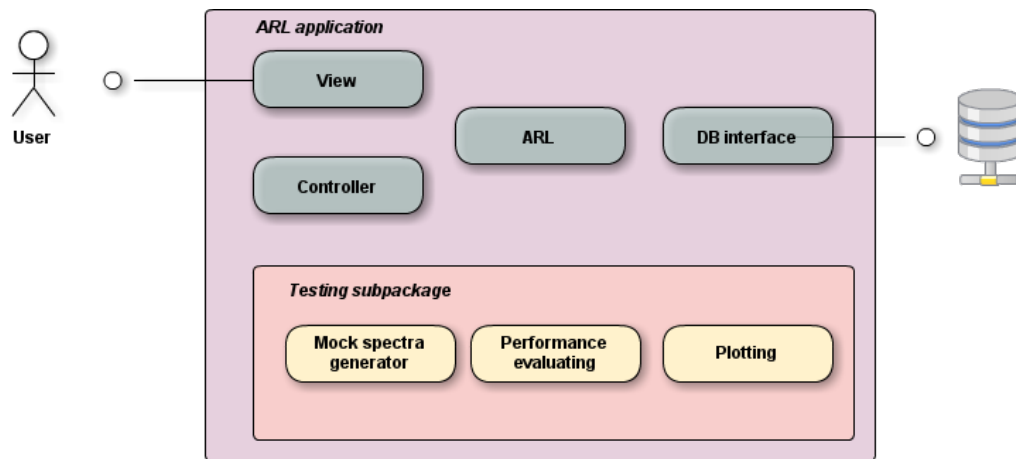 ARL application
View
User
ARL
DB interface
Controller
Testing subpackage
Mock spectra
generator
Performance
evaluating
Plotting